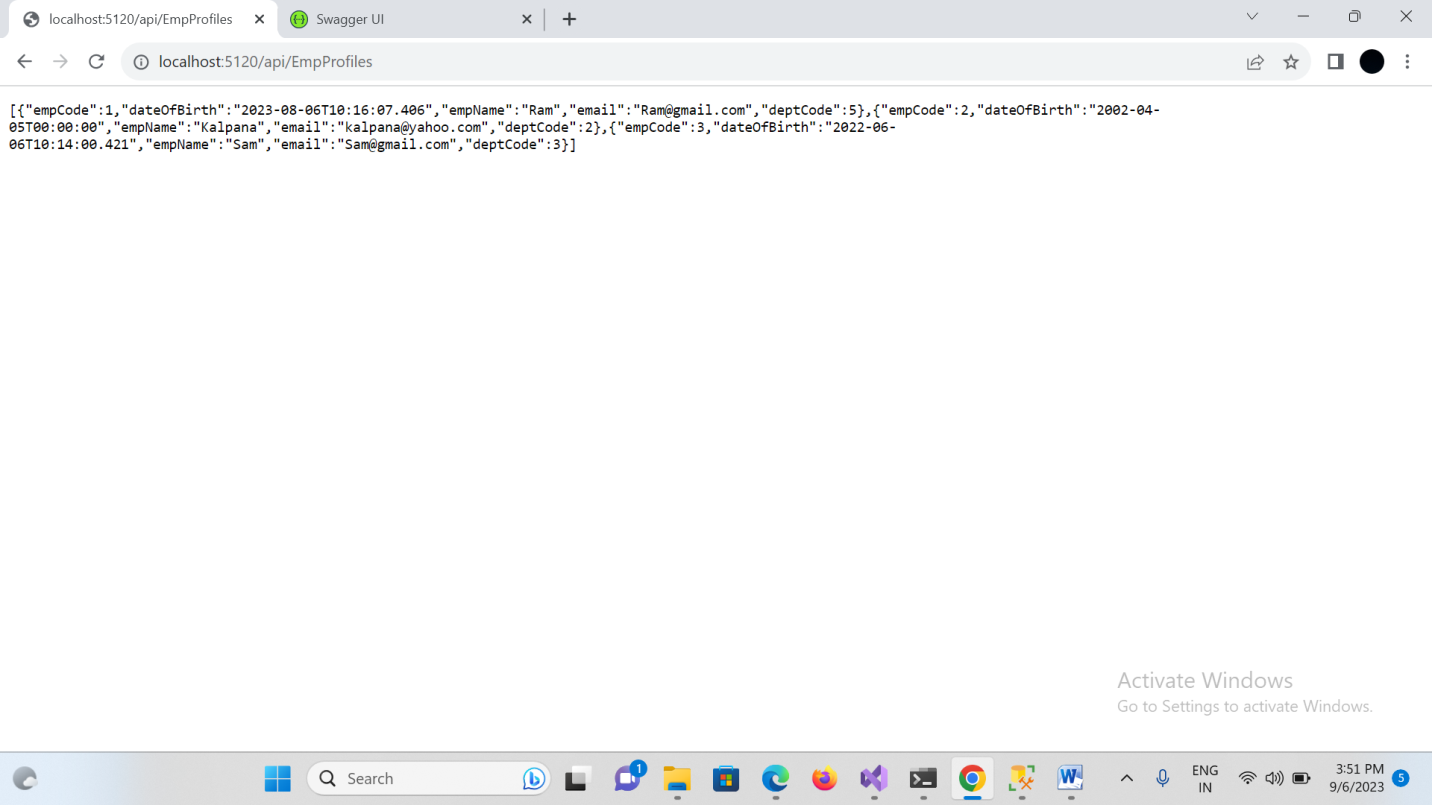 localhost:5120/api/EmpProfiles
Swagger UI
localhost:5120/api/EmpProfiles
[{"empCode":1,"dateOfBirth":"2023-08-06T10:16:07.406","empName":"Ram","email":"Ram@gmail.com","deptCode":5},{"empCode":2,"dateOfBirth":"2002-04-
05T00:00:00","empName":"Kalpana","email":"kalpana@yahoo.com","deptCode":2},{"empCode":3,"dateOfBirth":"2022-06-
06T10:14:00.421","empName":"Sam","email":"Sam@gmail.com","deptCode":3}]
Activate Windows
Go to Settings to activate Windows.
Search
1
ENG
IN
3:51 PM
9/6/2023
5